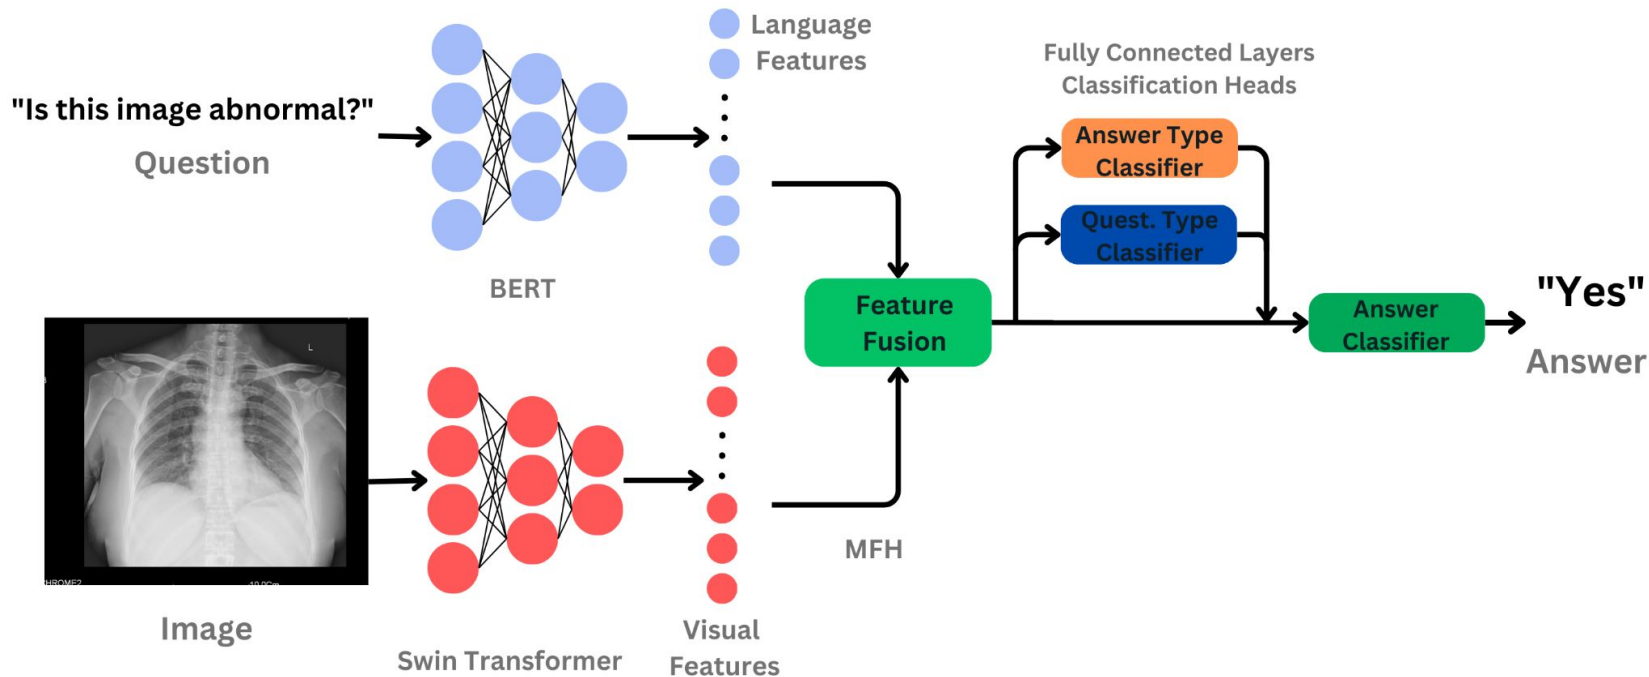 "Is this image abnormal?"
Question
BERT
Language
Features
Image
L
Swin Transformer
Visual
Features
Feature
Fusion
MFH
Fully Connected Layers
Classification Heads
Answer Type
Classifier
Quest. Type
Classifier
Answer
Classifier
"Yes"
Answer